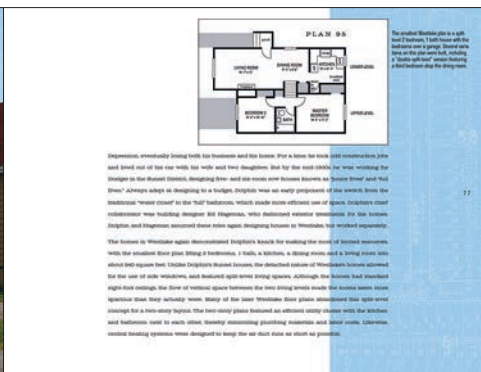 PLAN 85
LIVING ROOM
DINING ROOM
KITCHEN
LOWER LEVEL
BEDROOM 2
BATH
MASTER
BEDROOM
UPPER LEVEL
The smallest Westlake plan is a split-
level 2 bedroom, 1 bath house with the
bedrooms over a garage. Several varia-
tions on this plan were built, including
a "double split-level" version featuring
a third bedroom atop the dining room.
Depression, eventually losing both his business and his home. For a time he took odd construction jobs
and lived out of his car with his wife and two daughters. But by the mid-1930s he was working for
Doelger in the Sunset District, designing five- and six-room row houses known as "junior fives" and "full
fives." Always adept at designing to a budget, Dolphin was an early proponent of the switch from the
traditional "water closet" to the "full" bathroom, which made more efficient use of space. Dolphin's chief
collaborator was building designer Ed Hageman, who fashioned exterior treatments for the homes.
Dolphin and Hageman assumed these roles again designing houses in Westlake, but worked separately.
The homes in Westlake again demonstrated Dolphin's knack for making the most of limited resources,
with the smallest floor plan fitting 2 bedrooms, 1 bath, a kitchen, a dining room and a living room into
about 940 square feet. Unlike Dolphin's Sunset houses, the detached nature of Westlake's homes allowed
for the use of side windows, and featured split-level living spaces. Although the homes had standard
eight-foot ceilings, the flow of vertical space between the two living levels made the rooms seem more
spacious than they actually were. Many of the later Westlake floor plans abandoned this split-level
concept for a two-story layout. The two-story plans featured an efficient utility cluster with the kitchen
and bathroom next to each other, thereby minimizing plumbing materials and labor costs. Likewise,
central heating systems were designed to keep the air duct runs as short as possible.
77